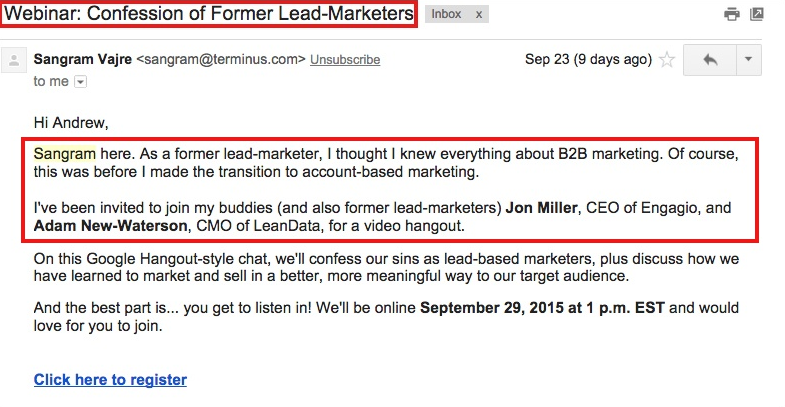 Webinar: Confession of Former Lead-Marketers Inbox x
Sangram Vajre <sangram@terminus.com> Unsubscribe Sep 23 (9 days ago)
to me
Hi Andrew,
Sangram here. As a former lead-marketer, I thought I knew everything about B2B marketing. Of course,
this was before I made the transition to account-based marketing.
I've been invited to join my buddies (and also former lead-marketers) Jon Miller, CEO of Engagio, and
Adam New-Waterson, CMO of LeanData, for a video hangout.
On this Google Hangout-style chat, we'll confess our sins as lead-based marketers, plus discuss how we
have learned to market and sell in a better, more meaningful way to our target audience.
And the best part is... you get to listen in! We'll be online September 29, 2015 at 1 p.m. EST and would
love for you to join.
Click here to register